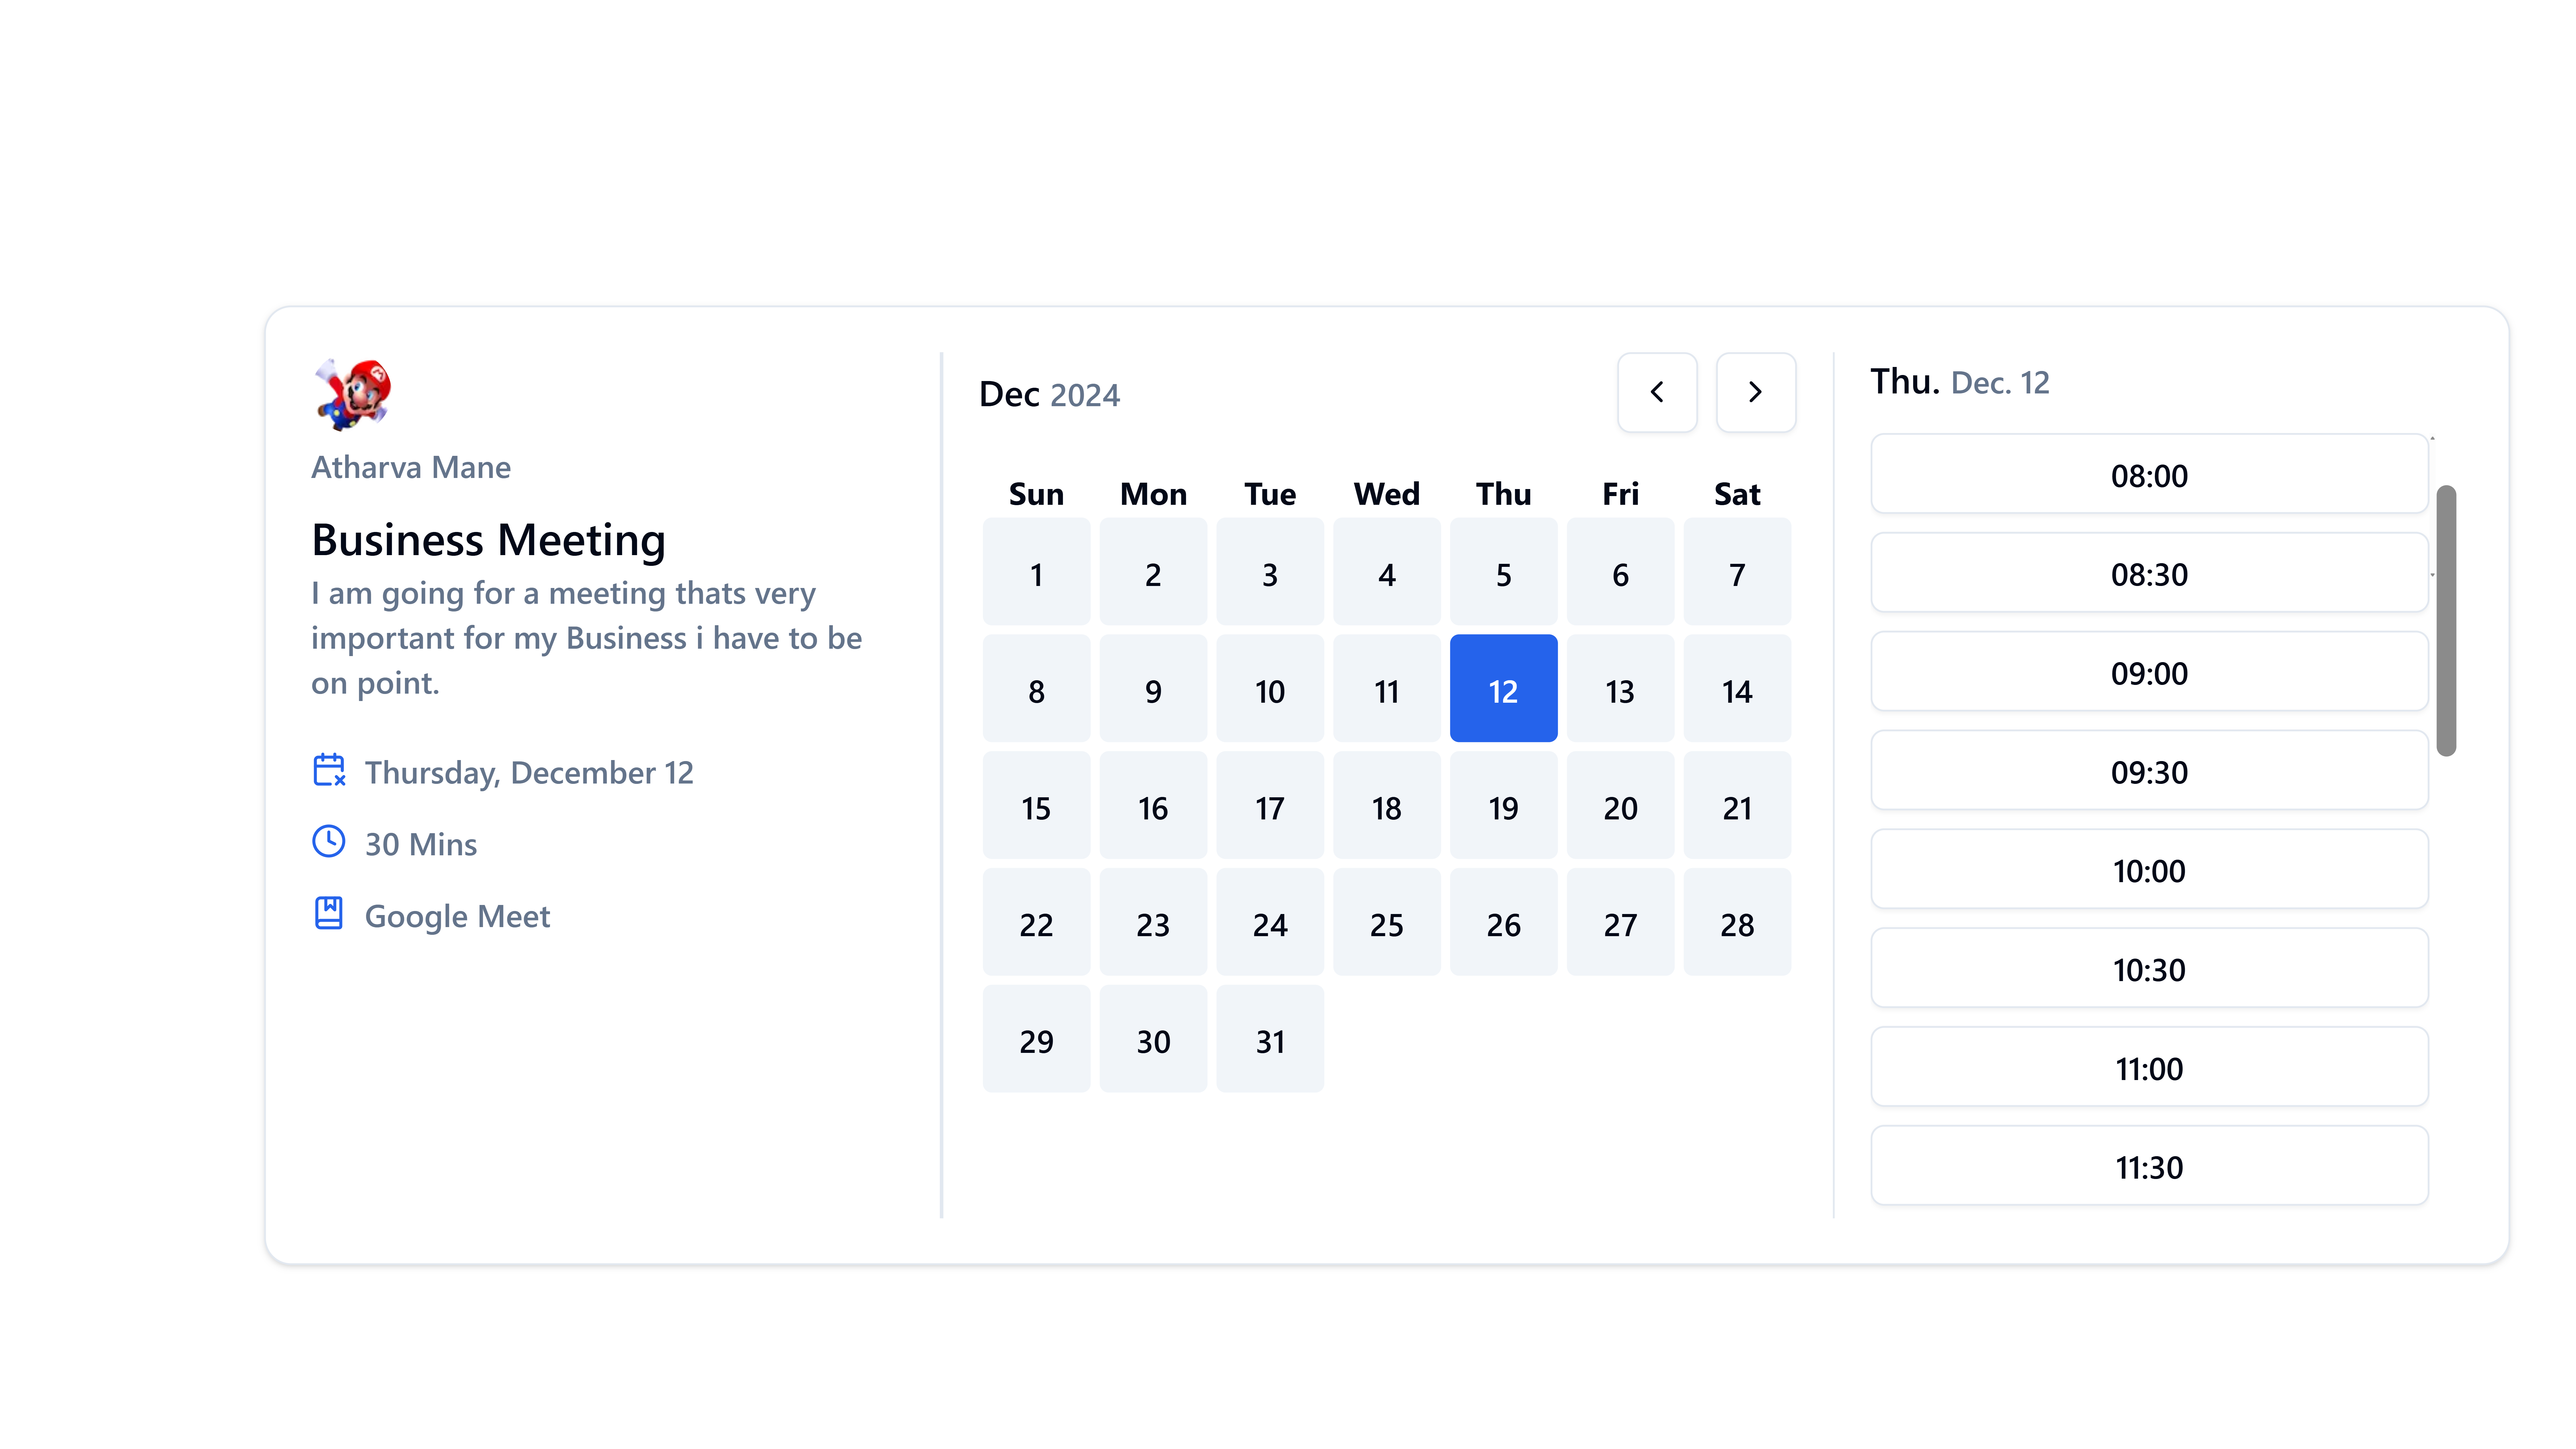 Atharva Mane
Business Meeting
I am going for a meeting thats very
important for my Business i have to be
on point.
Thursday, December 12
30 Mins
Google Meet
Dec 2024
Sun Mon Tue Wed Thu Fri Sat
1 2 3 4 5 6 7
8 9 10 11 12 13 14
15 16 17 18 19 20 21
22 23 24 25 26 27 28
29 30 31
Thu. Dec. 12
08:00
08:30
09:00
09:30
10:00
10:30
11:00
11:30